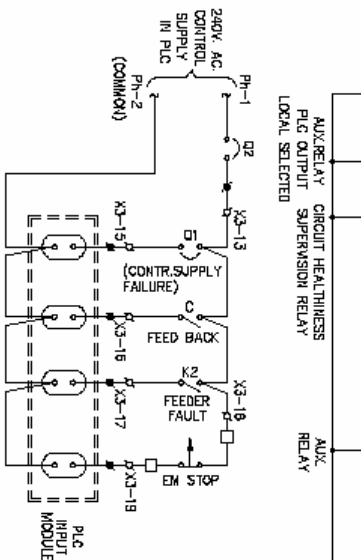 240V. AC.
CONTROL
SUPPLY
IN PLC
Ph-1
Ph-2
(COMMON)
Q2
X3-13
AUX.RELAY
PLC OUTPUT
LOCAL SELECTED
CIRCUIT HEALTHINESS
SUPERVISION RELAY
AUX.
RELAY
X3-15
Q1
(CONTR.SUPPLY
FAILURE)
X3-16
C
FEED BACK
X3-17
K2
FEEDER
FAULT
X3-18
X3-19
EM STOP
PLC
INPUT
MODULE